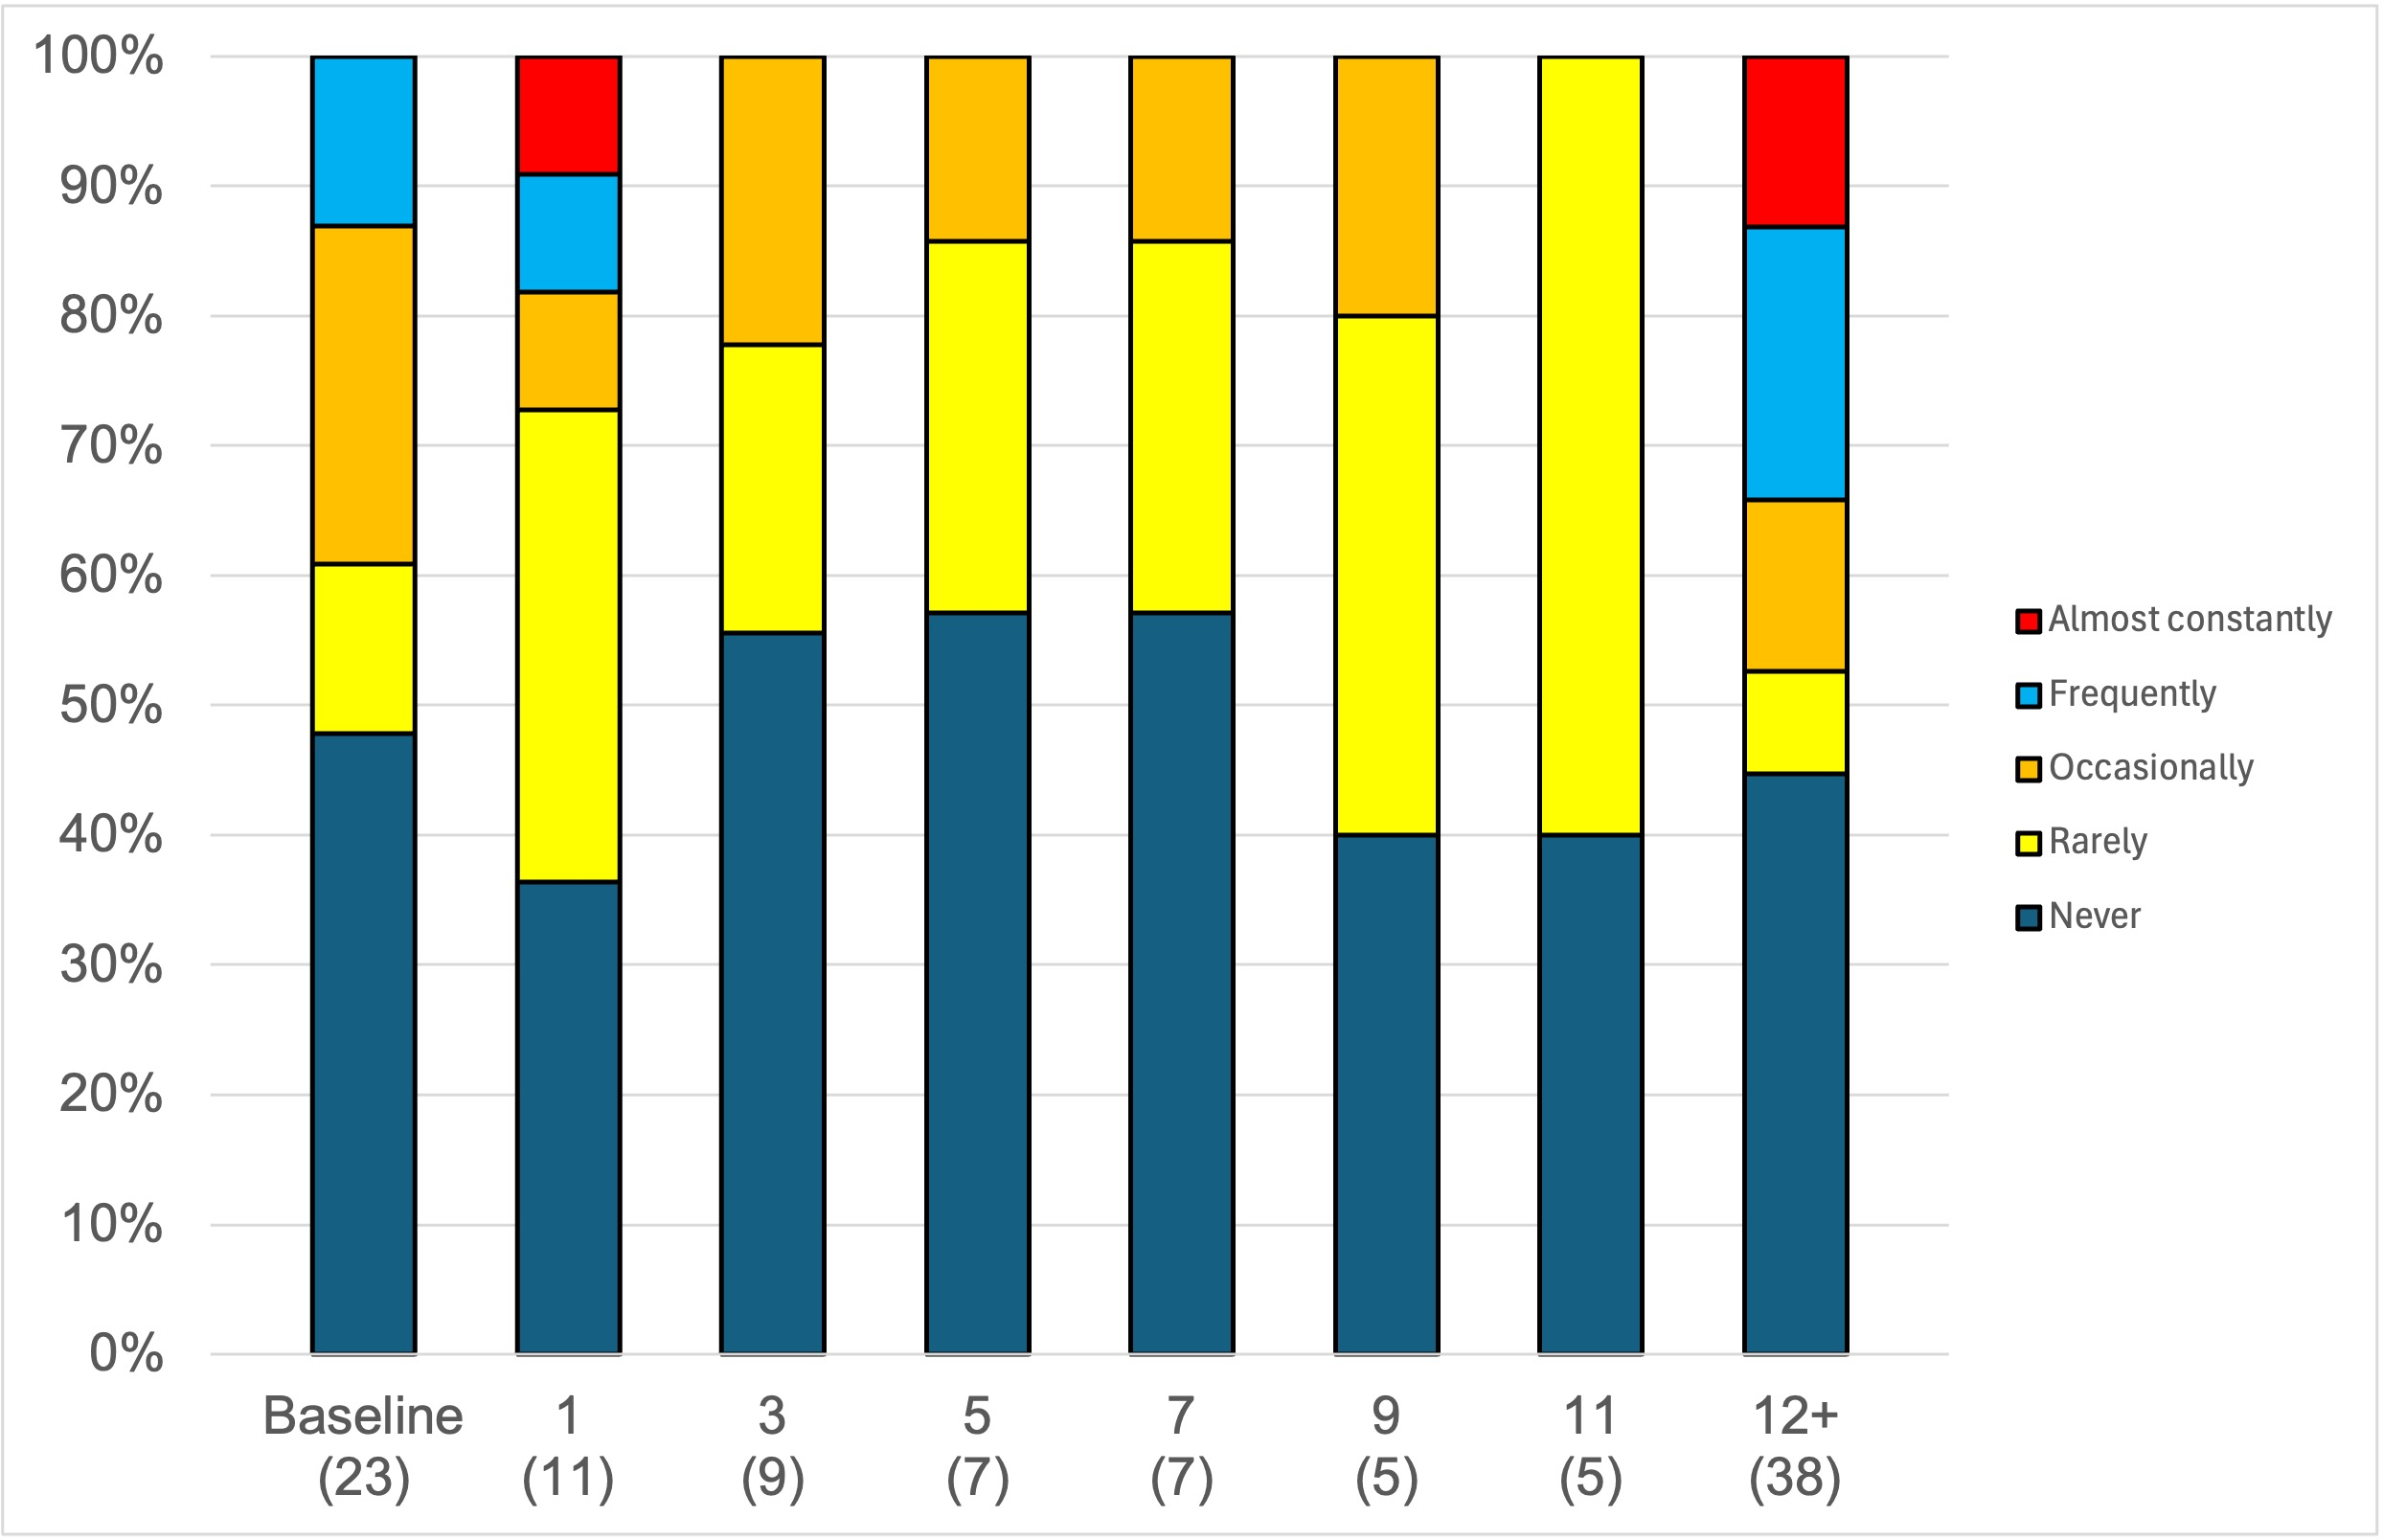 100%
90%
80%
70%
60%
50%
40%
30%
20%
10%
0%
Baseline 1 3 5 7 9 11 12+
(23) (11) (9) (7) (7) (5) (5) (38)
Almost constantly
Frequently
Occasionally
Rarely
Never